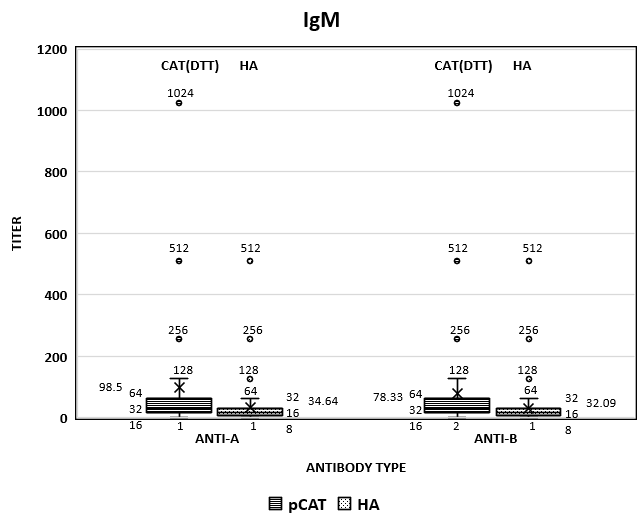 IgM
1200
CAT(DTT) HA CAT(DTT) HA
1024 1024
1000
800
TITER
600
512 512 512 512
400
256 256 256 256
200
128 128 128 128
98.5 64 64 32 34.64 78.33 64 64 32 32.09
32 16 32 16
0
16 1 1 8 16 2 1 8
ANTI-A ANTI-B
ANTIBODY TYPE
pCAT HA